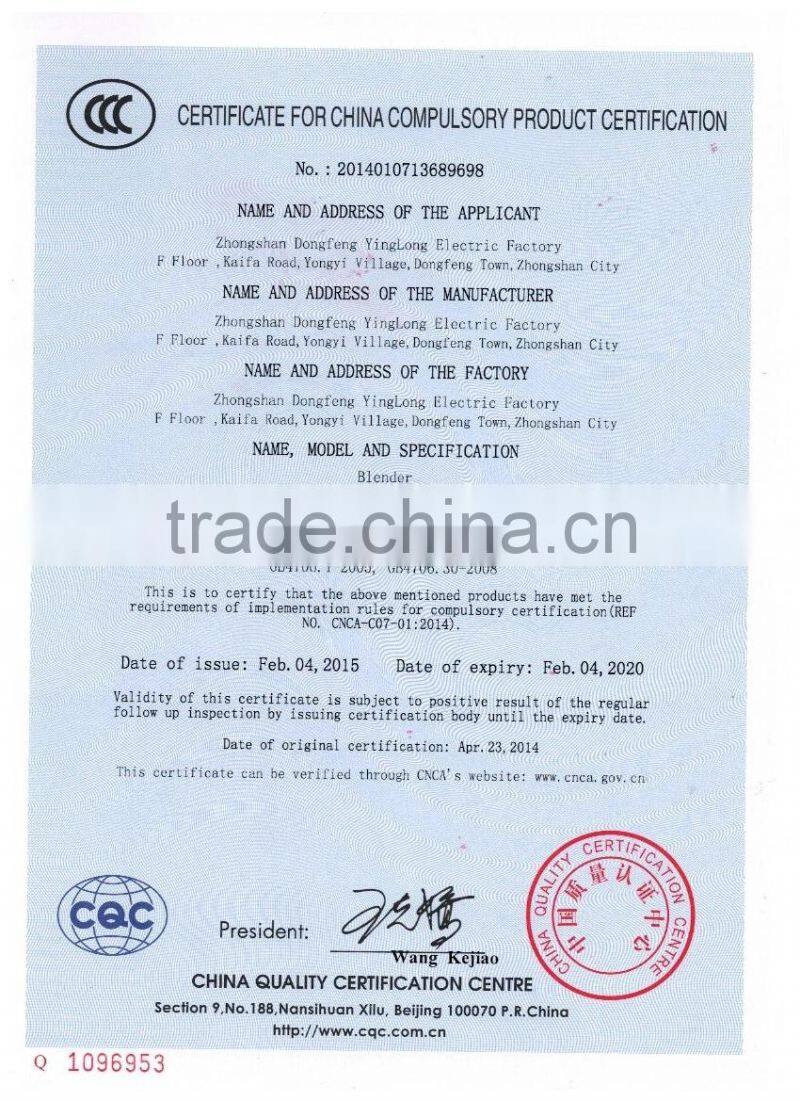 CCC
CERTIFICATE FOR CHINA COMPULSORY PRODUCT CERTIFICATION
No. : 2014010713689698
NAME AND ADDRESS OF THE APPLICANT
Zhongshan Dongfeng YingLong Electric Factory
F Floor ,Kaifa Road,Yongyi Village,Dongfeng Town,Zhongshan City
NAME AND ADDRESS OF THE MANUFACTURER
Zhongshan Dongfeng YingLong Electric Factory
F Floor ,Kaifa Road,Yongyi Village,Dongfeng Town,Zhongshan City
NAME AND ADDRESS OF THE FACTORY
Zhongshan Dongfeng YingLong Electric Factory
F Floor ,Kaifa Road,Yongyi Village,Dongfeng Town,Zhongshan City
NAME, MODEL AND SPECIFICATION
Blender
trade.china.cn
GB4706.1-2005, GB4706.30-2008
This is to certify that the above mentioned products have met the
requirements of implementation rules for compulsory certification(REF
NO. CNCA-C07-01:2014).
Date of issue: Feb.04,2015 Date of expiry: Feb.04,2020
Validity of this certificate is subject to positive result of the regular
follow up inspection by issuing certification body until the expiry date.
Date of original certification: Apr.23,2014
This certificate can be verified through CNCA's website: www.cnca.gov.cn
CHINA QUALITY CERTIFICATION CENTRE
中国质量认证中心
CQC
President:
Wang Kejiao
CHINA QUALITY CERTIFICATION CENTRE
Section 9,No.188,Nansihuan Xilu, Beijing 100070 P.R.China
http://www.cqc.com.cn
Q 1096953